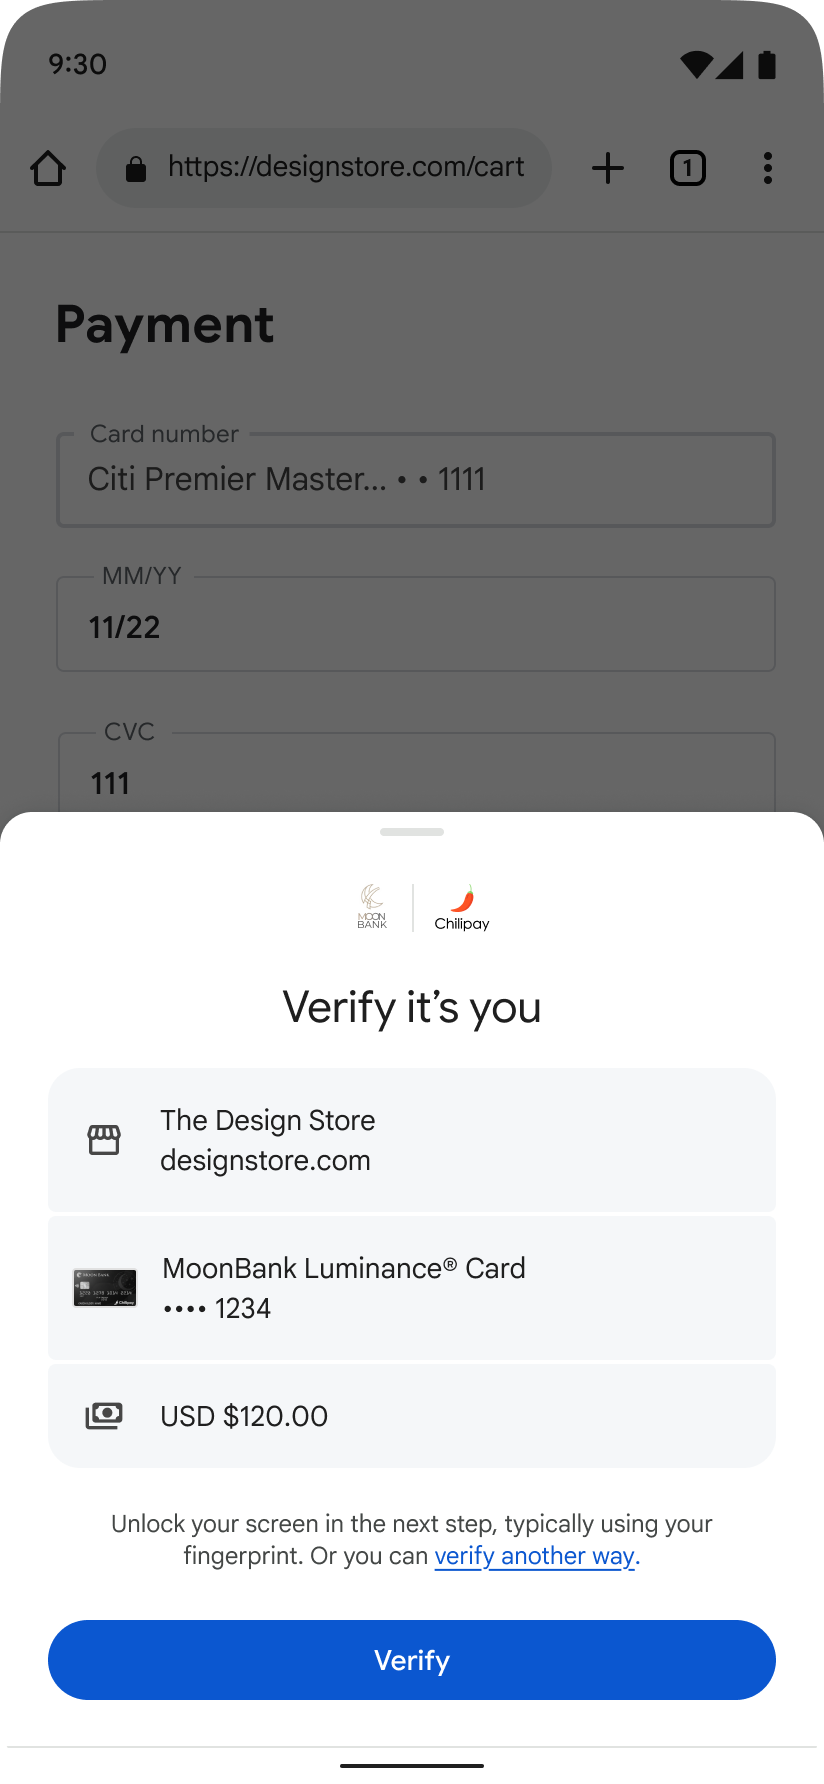 9:30
https://designstore.com/cart
1
Payment
Card number
Citi Premier Master... • • 1111
MM/YY
11/22
CVC
111
MOON
BANK
Chilipay
Verify it’s you
The Design Store
designstore.com
MoonBank Luminance® Card
•••• 1234
USD $120.00
Unlock your screen in the next step, typically using your
fingerprint. Or you can verify another way.
Verify